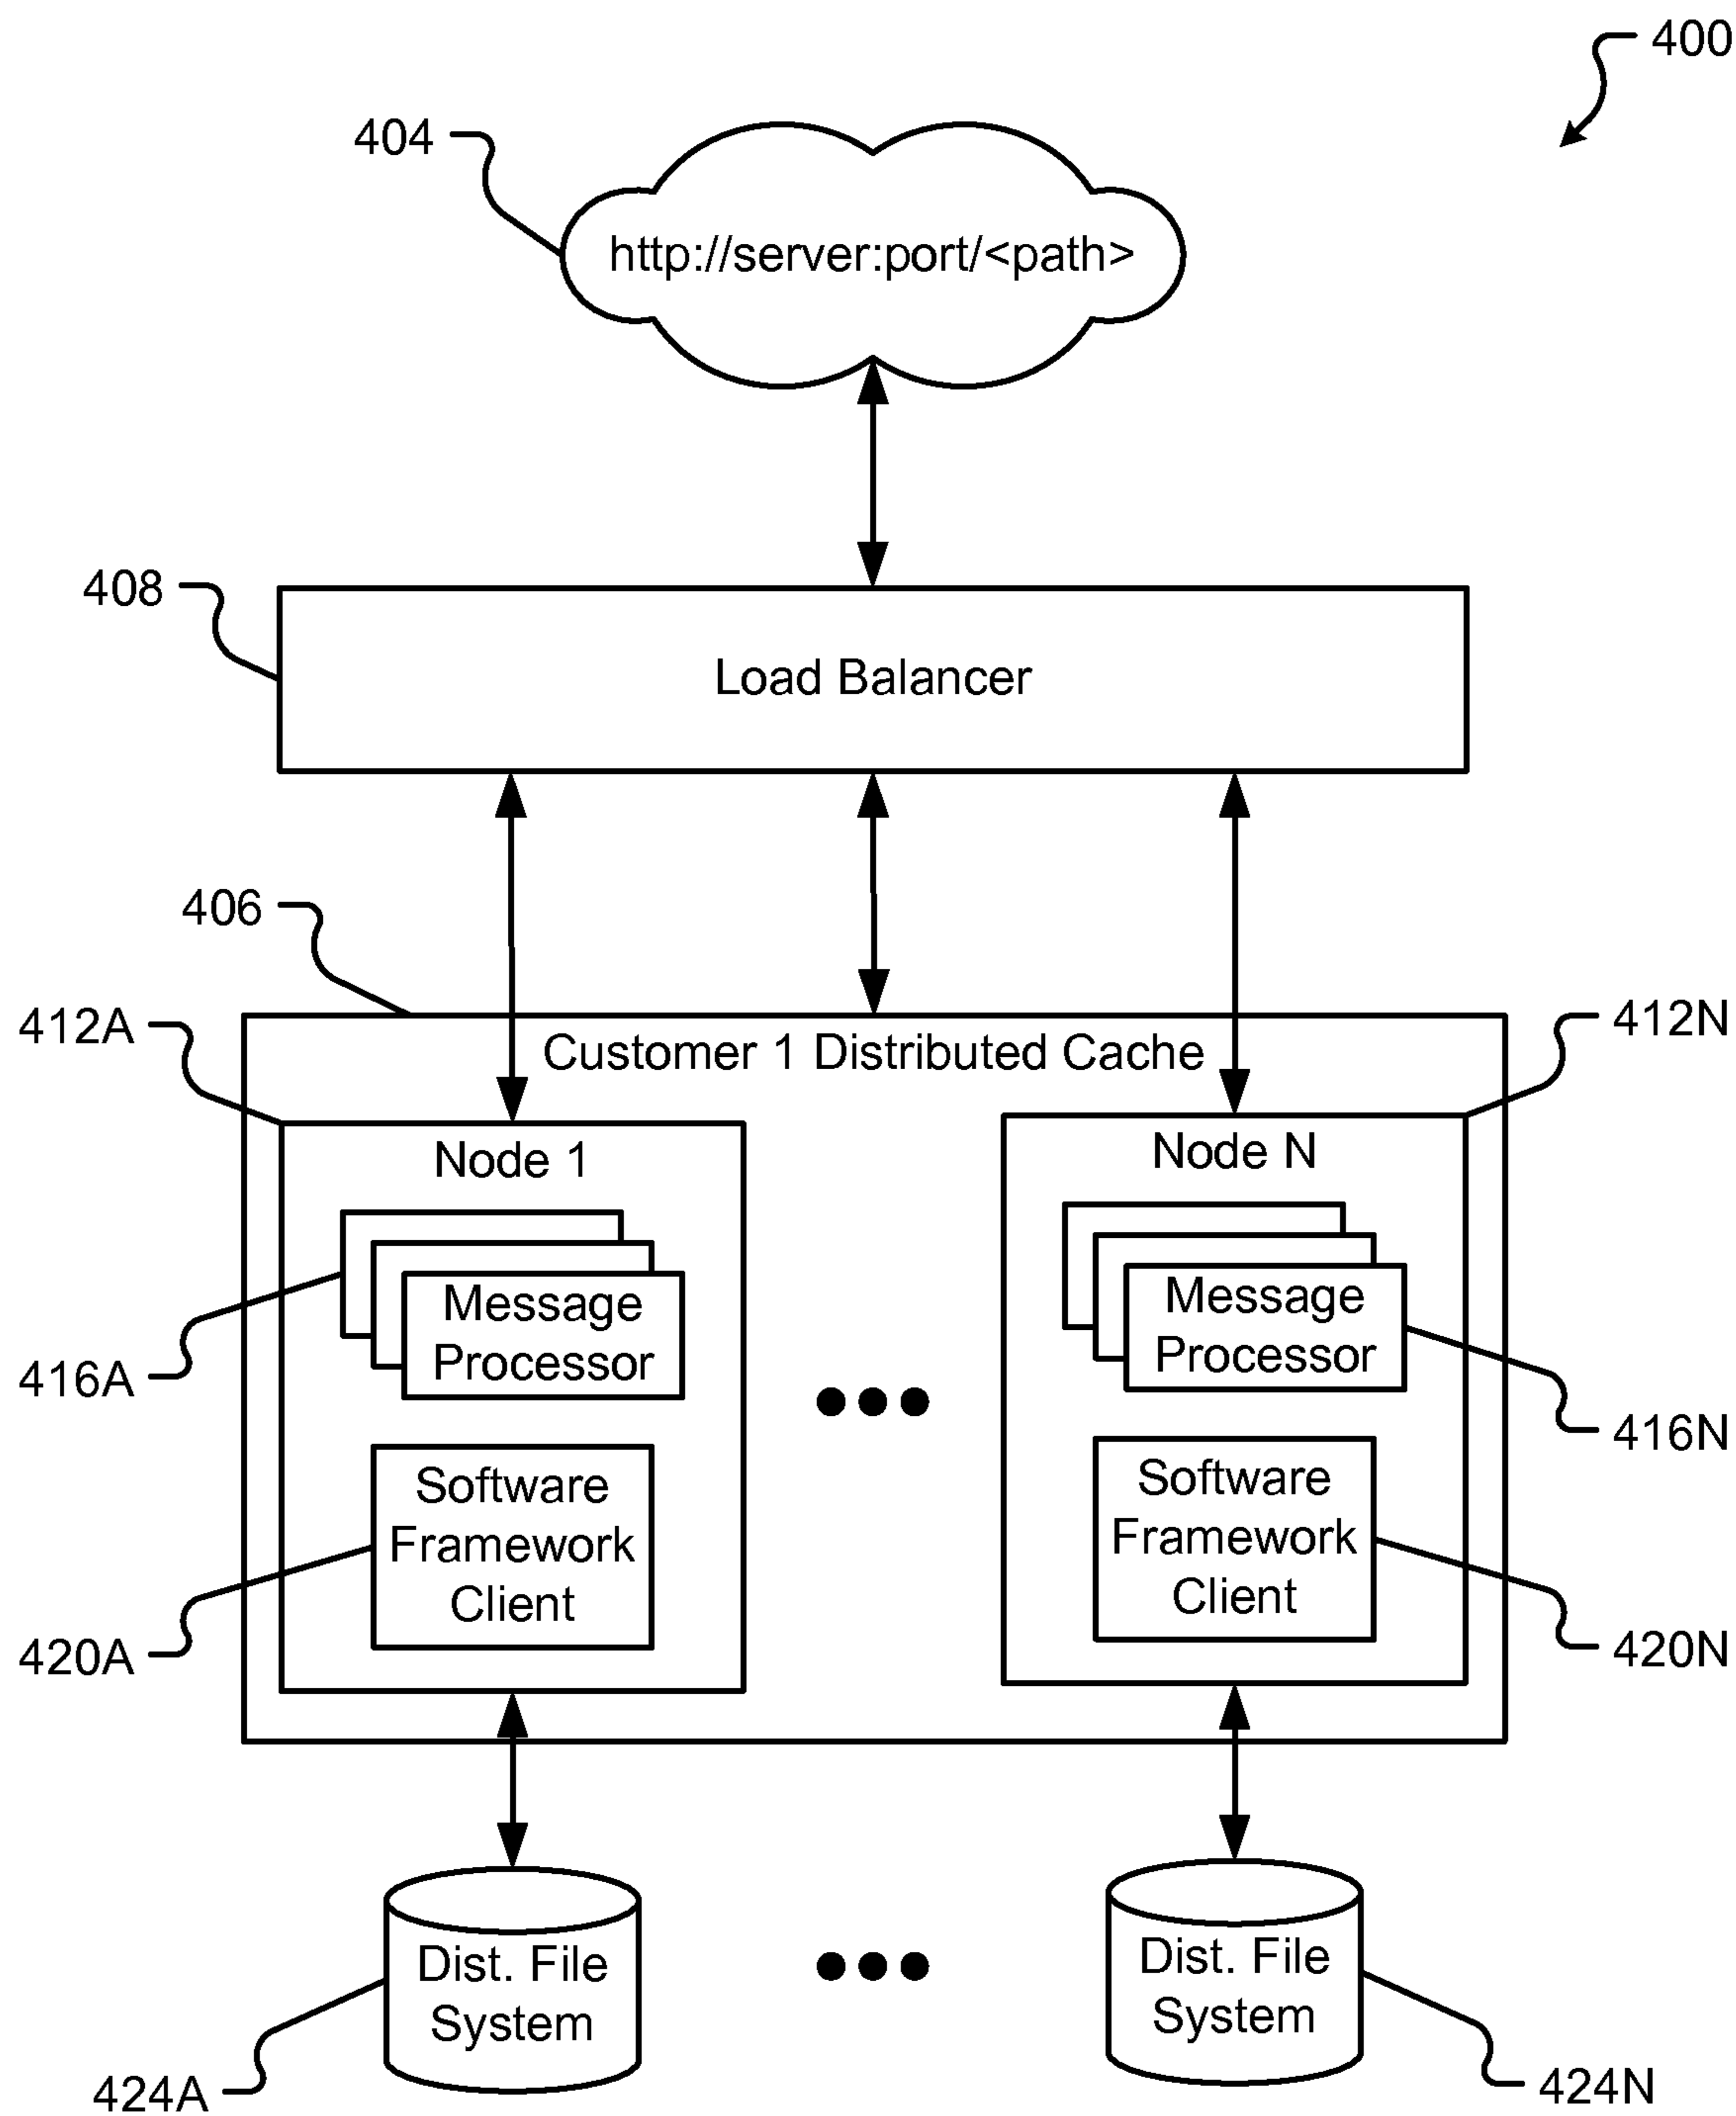 400
404
http://server:port/<path>
408
Load Balancer
406
412A
412N
Customer 1 Distributed Cache
Node 1
Node N
Message
Processor
Message
Processor
416A
416N
Software
Framework
Client
Software
Framework
Client
420A
420N
Dist. File
System
Dist. File
System
424A
424N